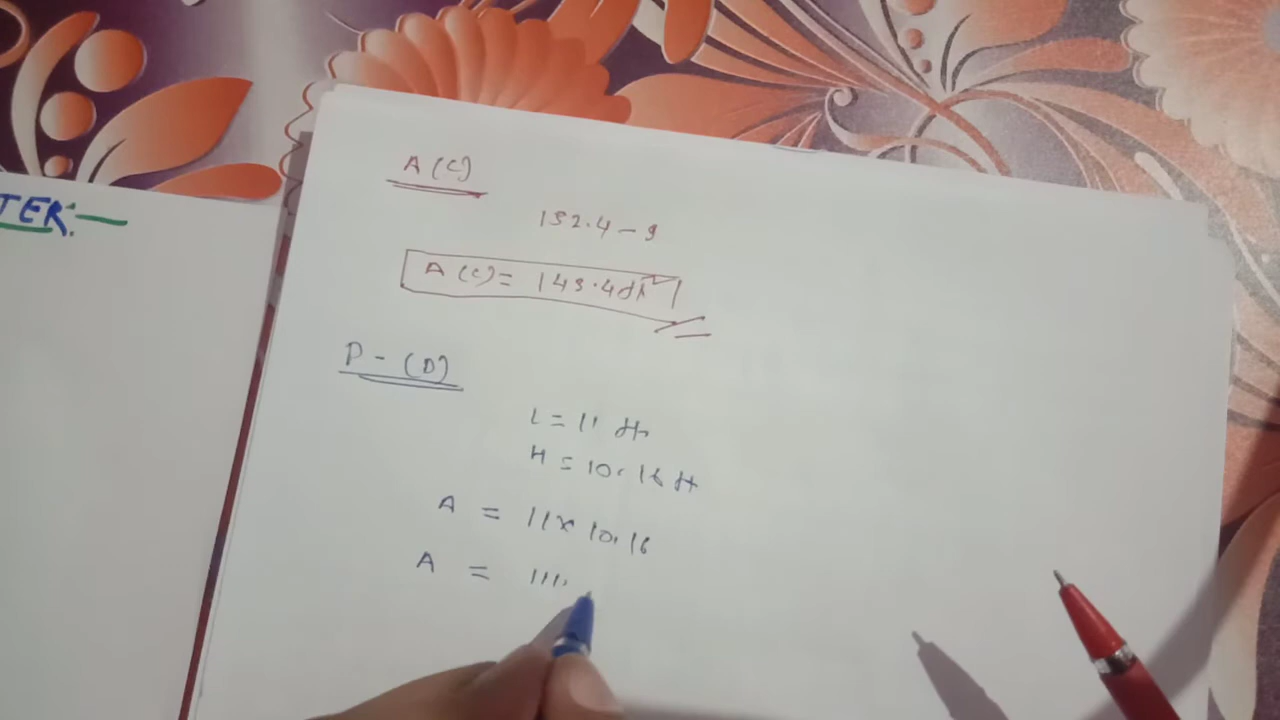 TER:-
A (C)
152.4 - 9
A (C) = 143.4 ft²
P - (D)
L = 11 ft
H = 10.16 ft
A = 11 x 10.16
A = 111.